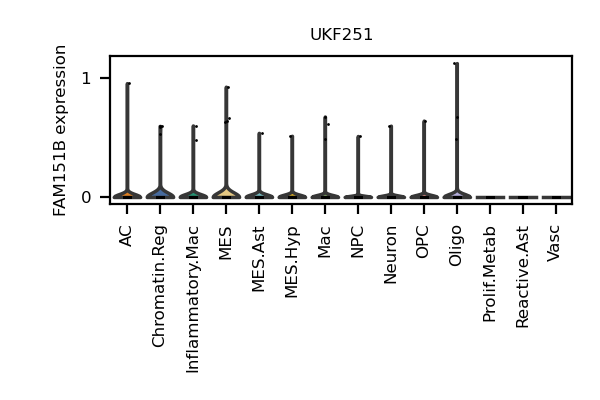 UKF251
FAM151B expression
1
0
AC
Chromatin.Reg
Inflammatory.Mac
MES
MES.Ast
MES.Hyp
Mac
NPC
Neuron
OPC
Oligo
Prolif.Metab
Reactive.Ast
Vasc